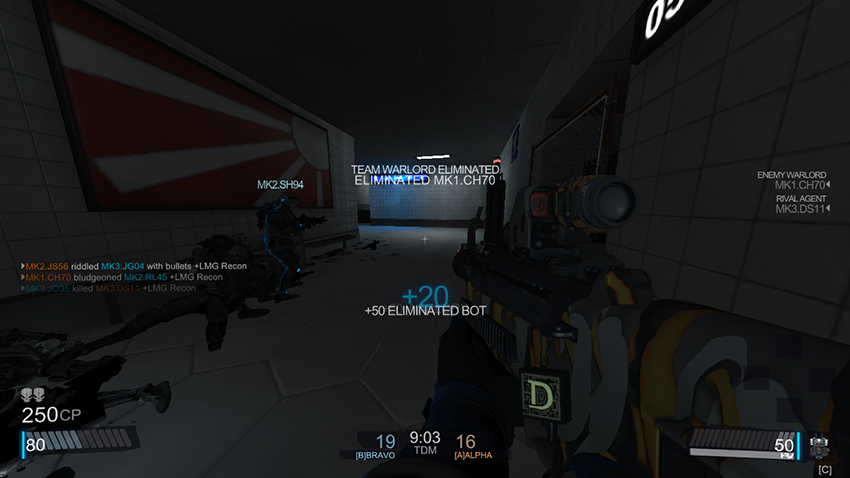 05
TEAM WARLORD ELIMINATED
ELIMINATED MK1.CH70
MK2.SH94
ENEMY WARLORD
MK1.CH70
RIVAL AGENT
MK3.DS11
MK2.JS56 riddled MK3.JG04 with bullets +LMG Recon
MK1.CH70 bludgeoned MK2.RL45 +LMG Recon
MK3.JG35 killed MK3.DS11 +LMG Recon
+20
+50 ELIMINATED BOT
D
250CP
80
19 9:03 16
[B]BRAVO TDM [A]ALPHA
50
[C]